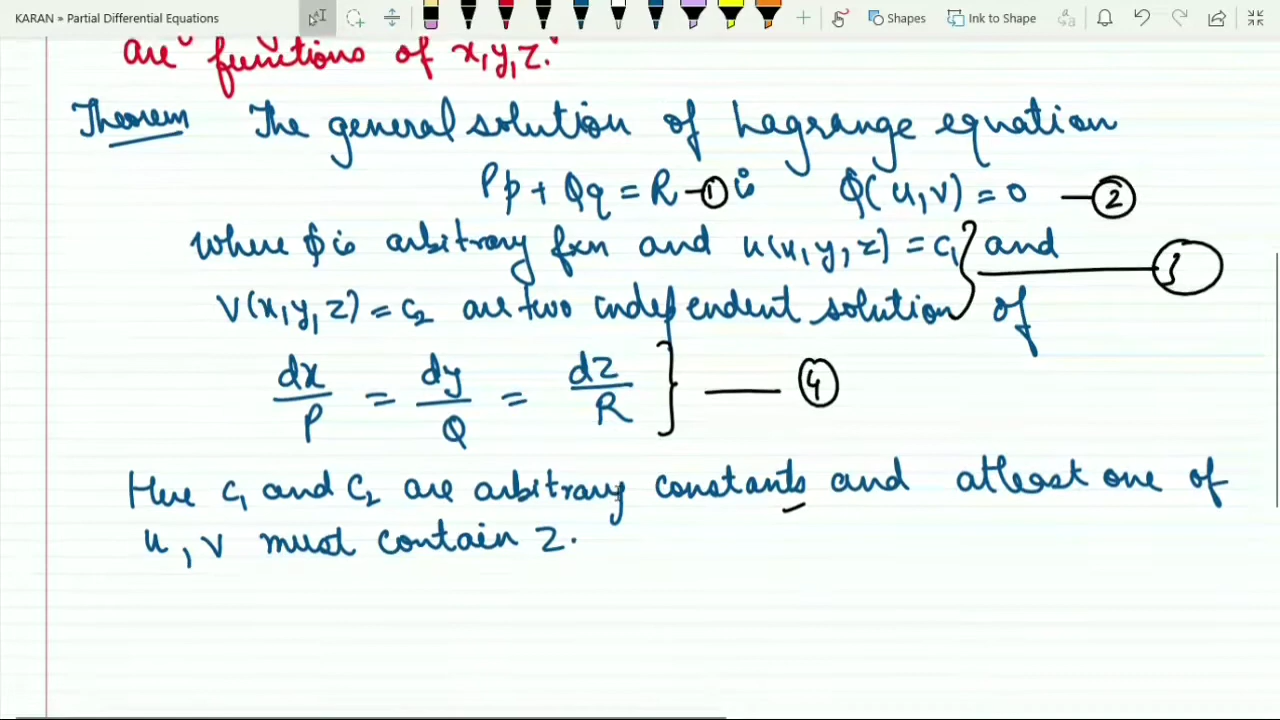 KARAN » Partial Differential Equations
Shapes
Ink to Shape
are functions of x,y,z.
Theorem The general solution of Lagrange equation
Pp + Qq = R -① is φ(u,v) = 0 —②
where φ is arbitrary fxn and u(x,y,z) = c₁ } and
v(x,y,z) = c₂ are two independent solution } of — ③
dx/P = dy/Q = dz/R } — ④
Here c₁ and c₂ are arbitrary constants and atleast one of
u, v must contain z.